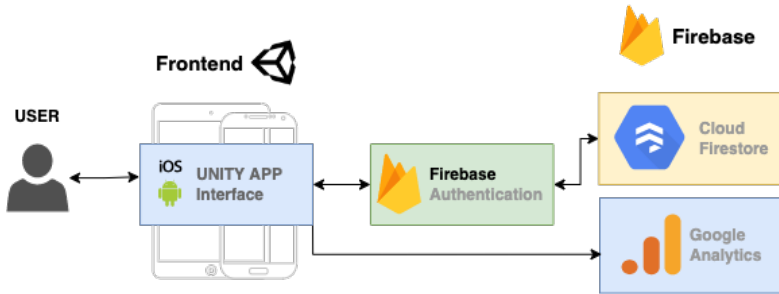 Frontend
Firebase
USER
iOS
UNITY APP
Interface
Firebase
Authentication
Cloud
Firestore
Google
Analytics